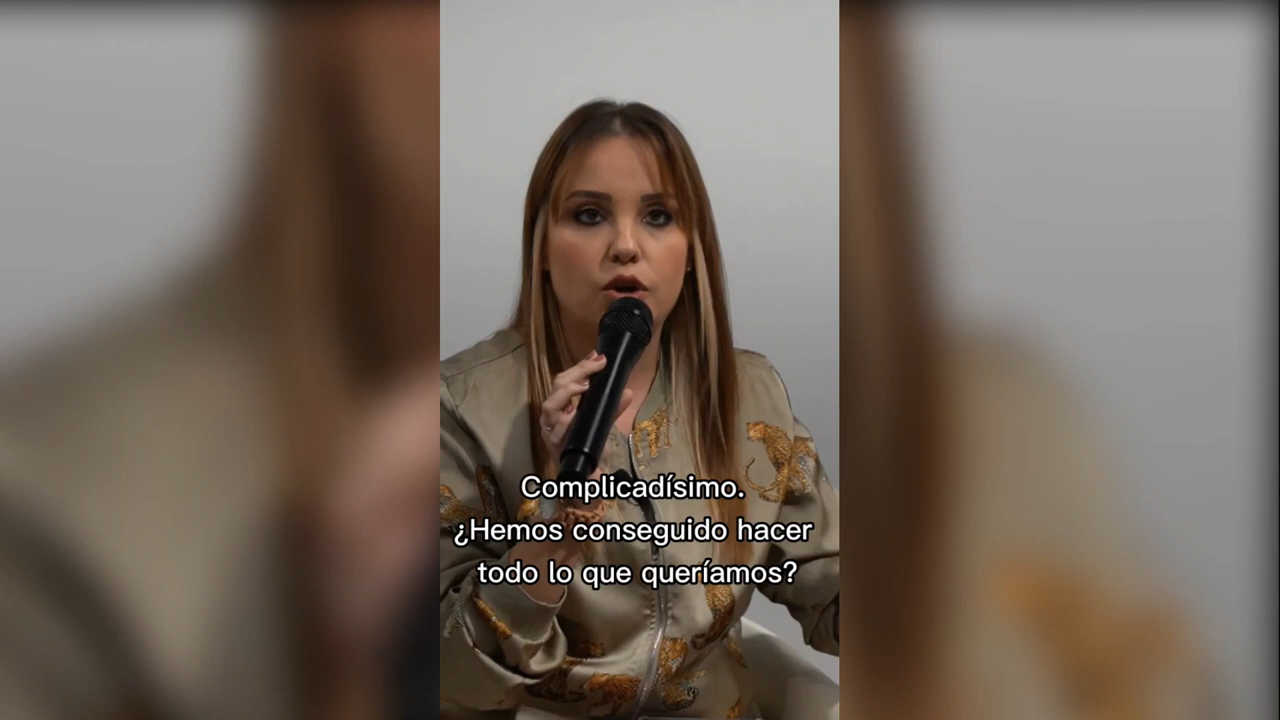 Complicadísimo.
¿Hemos conseguido hacer
todo lo que queríamos?